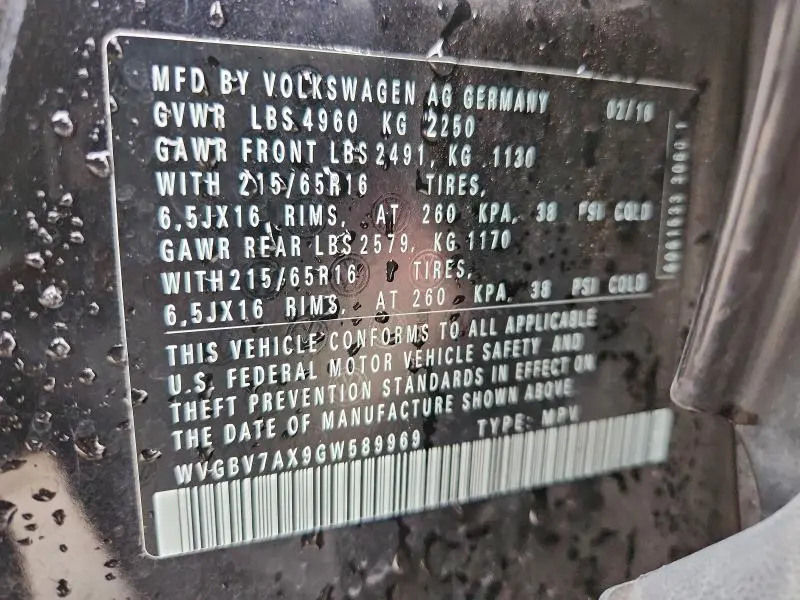 MFD BY VOLKSWAGEN AG GERMANY 02/16
GVWR LBS 4960 KG 2250
GAWR FRONT LBS 2491, KG 1130
WITH 215/65R16 TIRES,
6,5JX16 RIMS, AT 260 KPA, 38 PSI COLD
GAWR REAR LBS 2579, KG 1170
WITH 215/65R16 TIRES,
6,5JX16 RIMS, AT 260 KPA, 38 PSI COLD
THIS VEHICLE CONFORMS TO ALL APPLICABLE
U.S. FEDERAL MOTOR VEHICLE SAFETY AND
THEFT PREVENTION STANDARDS IN EFFECT ON
THE DATE OF MANUFACTURE SHOWN ABOVE.
WVGBV7AX9GW589969 TYPE: MPV